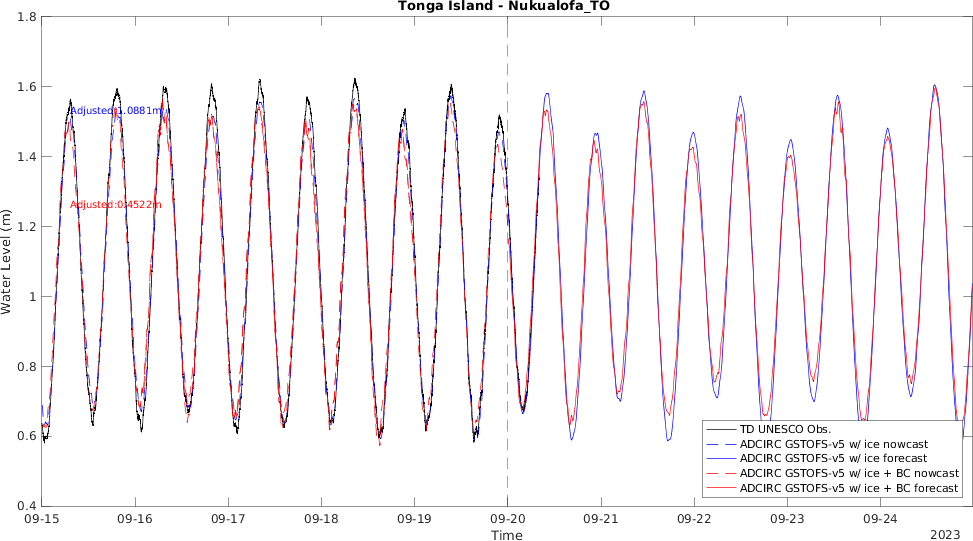 Tonga Island - Nukualofa_TO
1.8
1.6
1.4
1.2
1
0.8
0.6
0.4
Water Level (m)
Adjusted:1.0881m
Adjusted:0.4522m
TD UNESCO Obs.
ADCIRC GSTOFS-v5 w/ ice nowcast
ADCIRC GSTOFS-v5 w/ ice forecast
ADCIRC GSTOFS-v5 w/ ice + BC nowcast
ADCIRC GSTOFS-v5 w/ ice + BC forecast
09-15 09-16 09-17 09-18 09-19 09-20 09-21 09-22 09-23 09-24
Time
2023